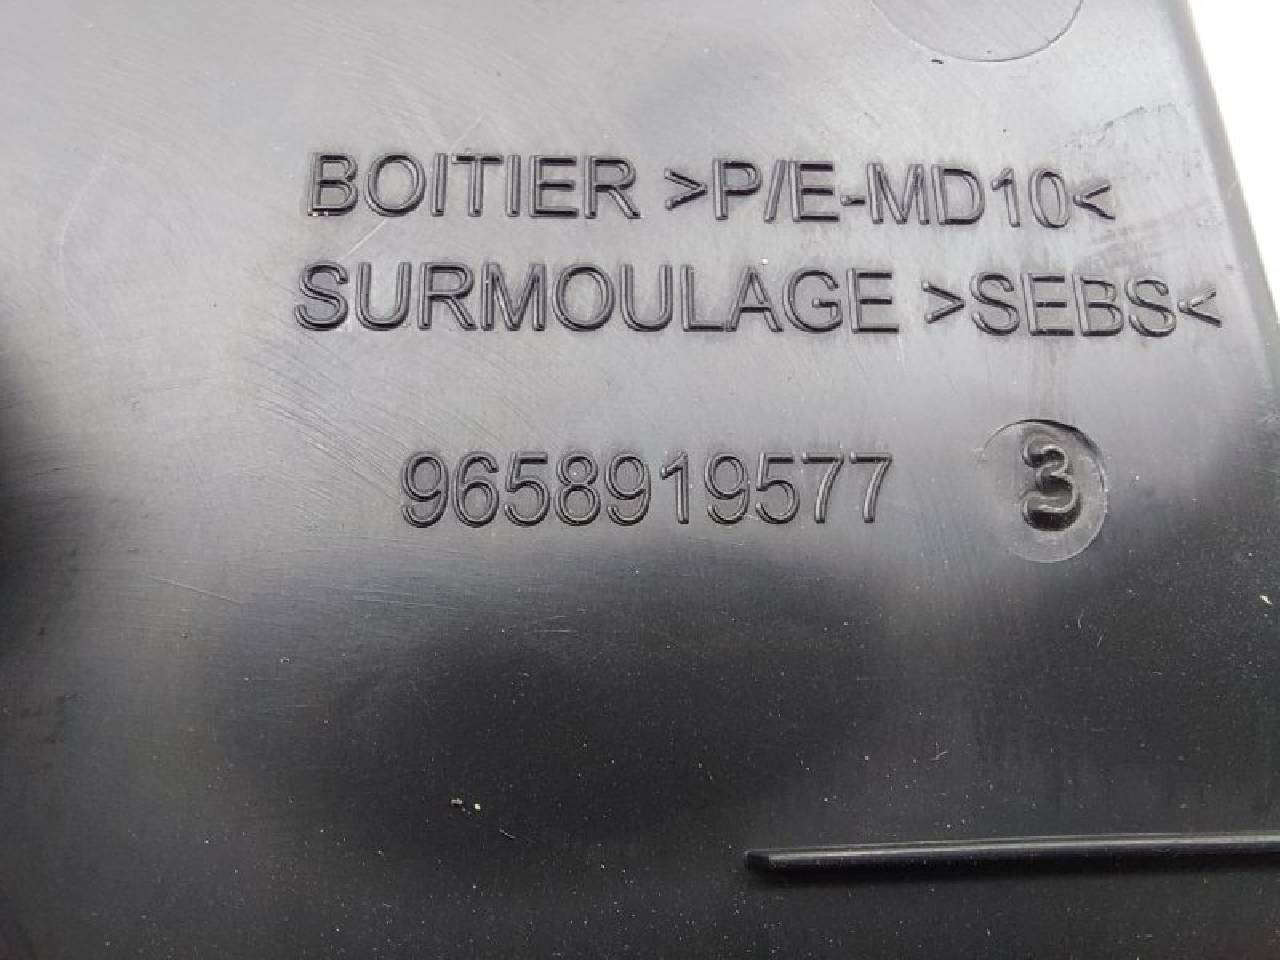 BOITIER >P/E-MD10<
SURMOULAGE >SEBS<
9658919577 3